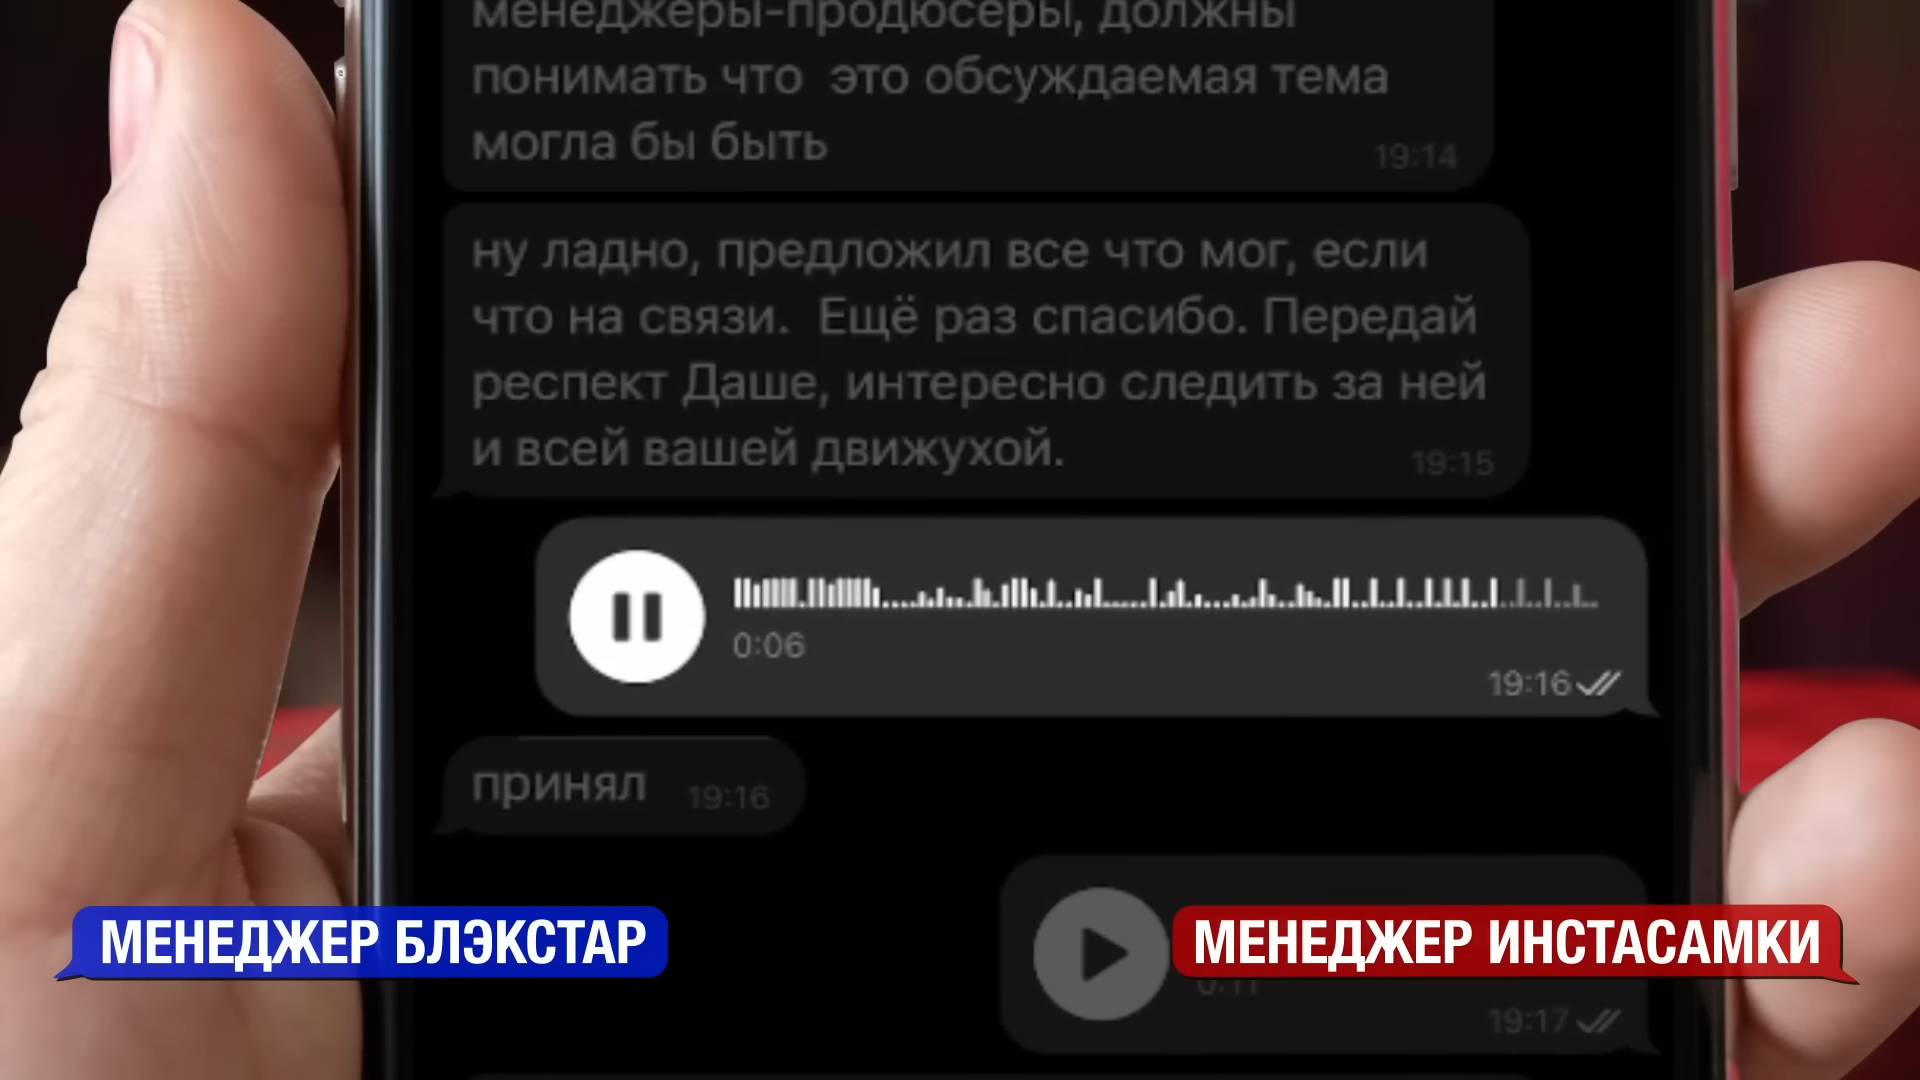 менеджеры-продюсеры, должны
понимать что  это обсуждаемая тема
могла бы быть
19:14
ну ладно, предложил все что мог, если
что на связи.  Ещё раз спасибо. Передай
респект Даше, интересно следить за ней
и всей вашей движухой.
19:15
0:06
19:16
принял
19:16
МЕНЕДЖЕР БЛЭКСТАР
МЕНЕДЖЕР ИНСТАСАМКИ
0:11
19:17